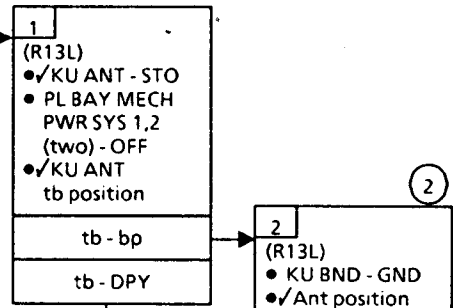 1
(R13L)
●✓KU ANT - STO
● PL BAY MECH
PWR SYS 1,2
(two) - OFF
●✓KU ANT
tb position
tb - bp
tb - DPY
2
2
(R13L)
● KU BND - GND
●✓Ant position